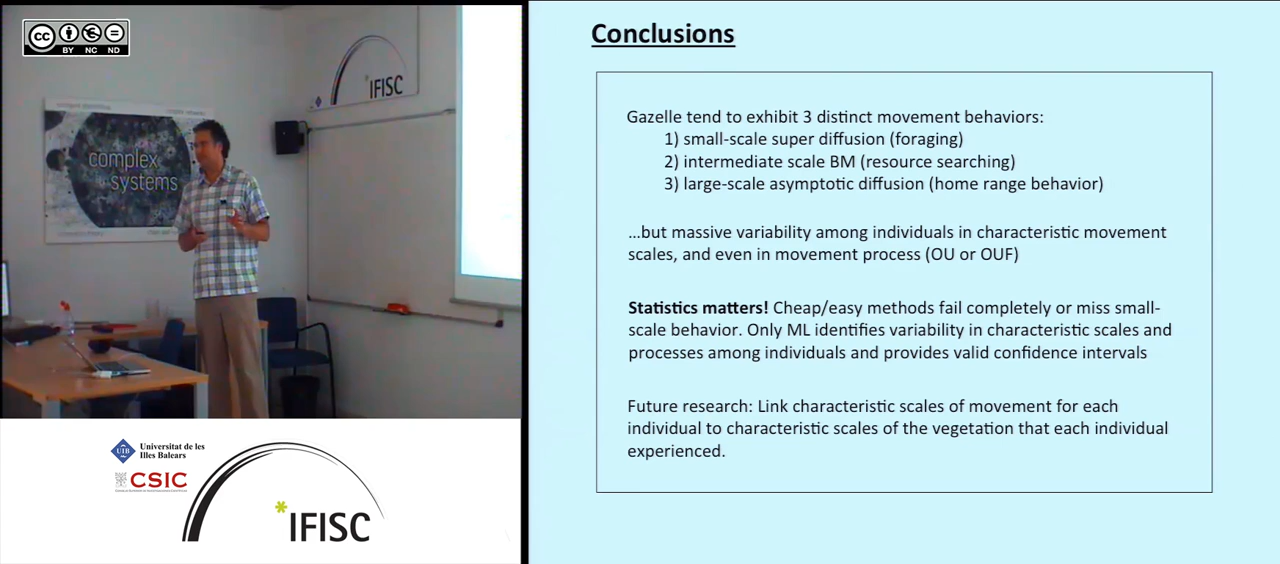 cc
BY NC ND
complex
systems
*IFISC
UIB
Universitat de les
Illes Balears
CSIC
*IFISC
Conclusions
Gazelle tend to exhibit 3 distinct movement behaviors:
1) small-scale super diffusion (foraging)
2) intermediate scale BM (resource searching)
3) large-scale asymptotic diffusion (home range behavior)
…but massive variability among individuals in characteristic movement
scales, and even in movement process (OU or OUF)
Statistics matters! Cheap/easy methods fail completely or miss small-
scale behavior. Only ML identifies variability in characteristic scales and
processes among individuals and provides valid confidence intervals
Future research: Link characteristic scales of movement for each
individual to characteristic scales of the vegetation that each individual
experienced.